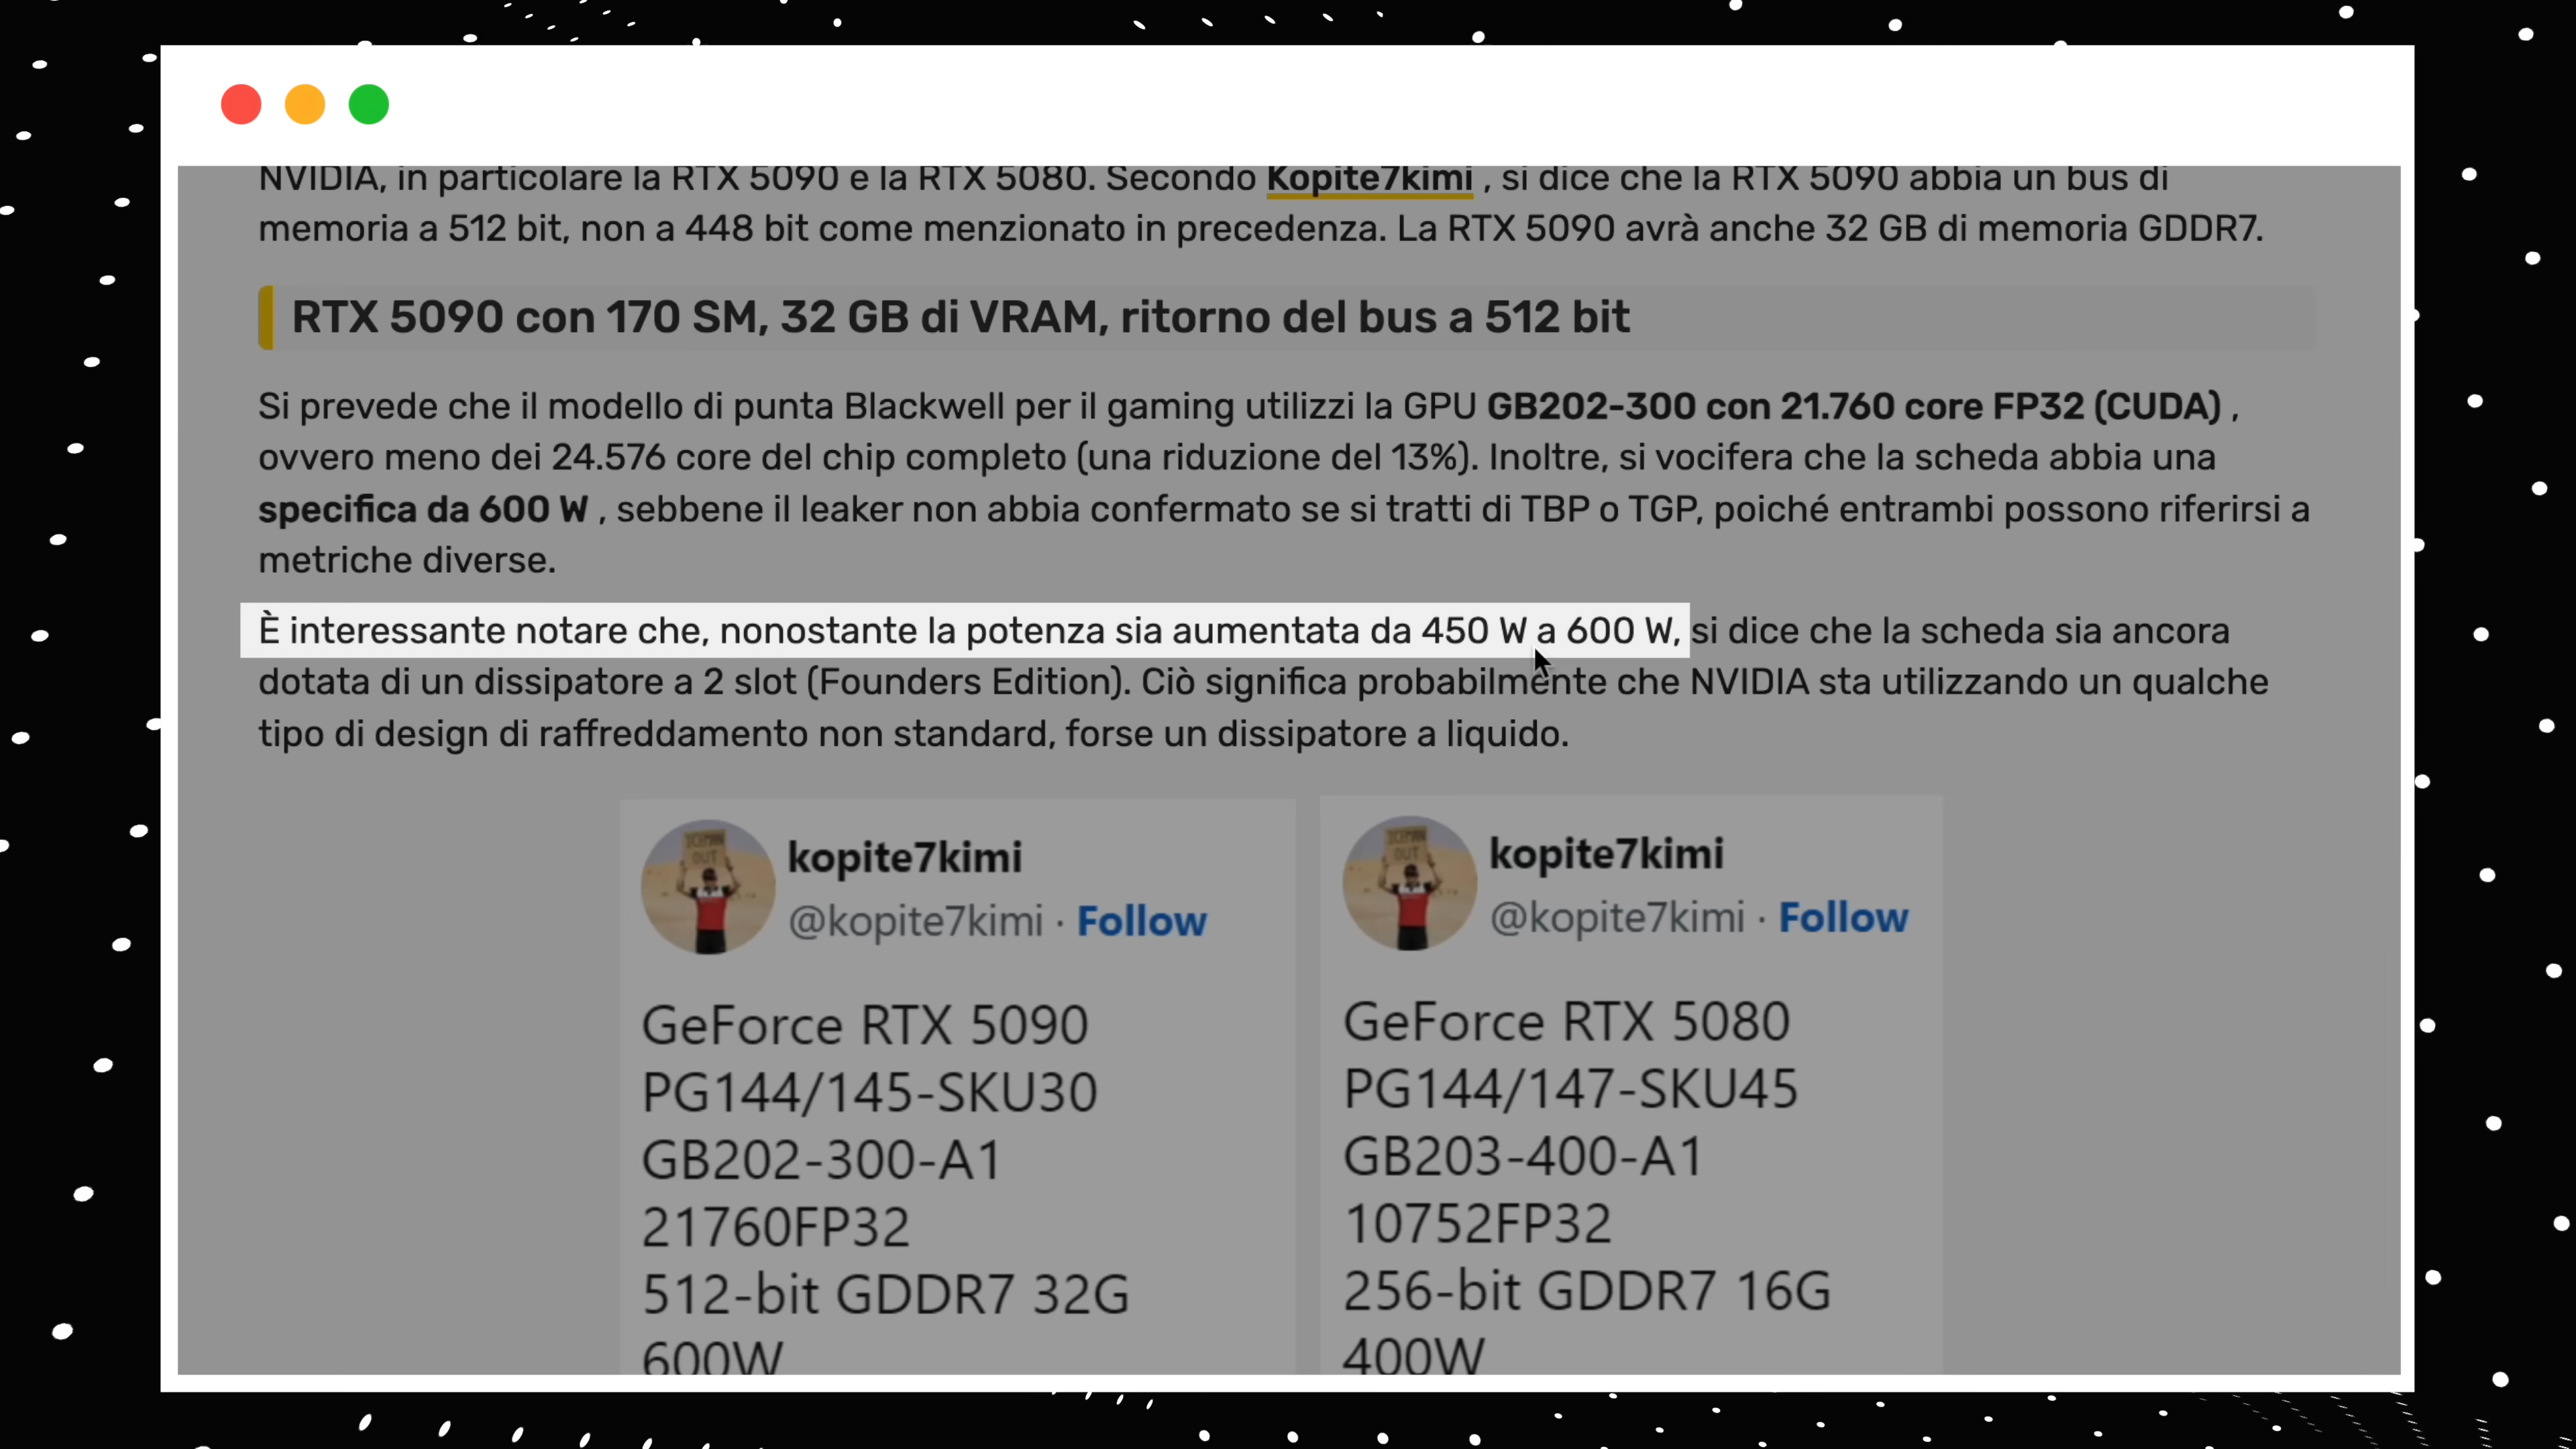 NVIDIA, in particolare la RTX 5090 e la RTX 5080. Secondo Kopite7kimi , si dice che la RTX 5090 abbia un bus di
memoria a 512 bit, non a 448 bit come menzionato in precedenza. La RTX 5090 avrà anche 32 GB di memoria GDDR7.
RTX 5090 con 170 SM, 32 GB di VRAM, ritorno del bus a 512 bit
Si prevede che il modello di punta Blackwell per il gaming utilizzi la GPU GB202-300 con 21.760 core FP32 (CUDA) ,
ovvero meno dei 24.576 core del chip completo (una riduzione del 13%). Inoltre, si vocifera che la scheda abbia una
specifica da 600 W , sebbene il leaker non abbia confermato se si tratti di TBP o TGP, poiché entrambi possono riferirsi a
metriche diverse.
È interessante notare che, nonostante la potenza sia aumentata da 450 W a 600 W, si dice che la scheda sia ancora
dotata di un dissipatore a 2 slot (Founders Edition). Ciò significa probabilmente che NVIDIA sta utilizzando un qualche
tipo di design di raffreddamento non standard, forse un dissipatore a liquido.
kopite7kimi
@kopite7kimi · Follow
GeForce RTX 5090
PG144/145-SKU30
GB202-300-A1
21760FP32
512-bit GDDR7 32G
600W
kopite7kimi
@kopite7kimi · Follow
GeForce RTX 5080
PG144/147-SKU45
GB203-400-A1
10752FP32
256-bit GDDR7 16G
400W